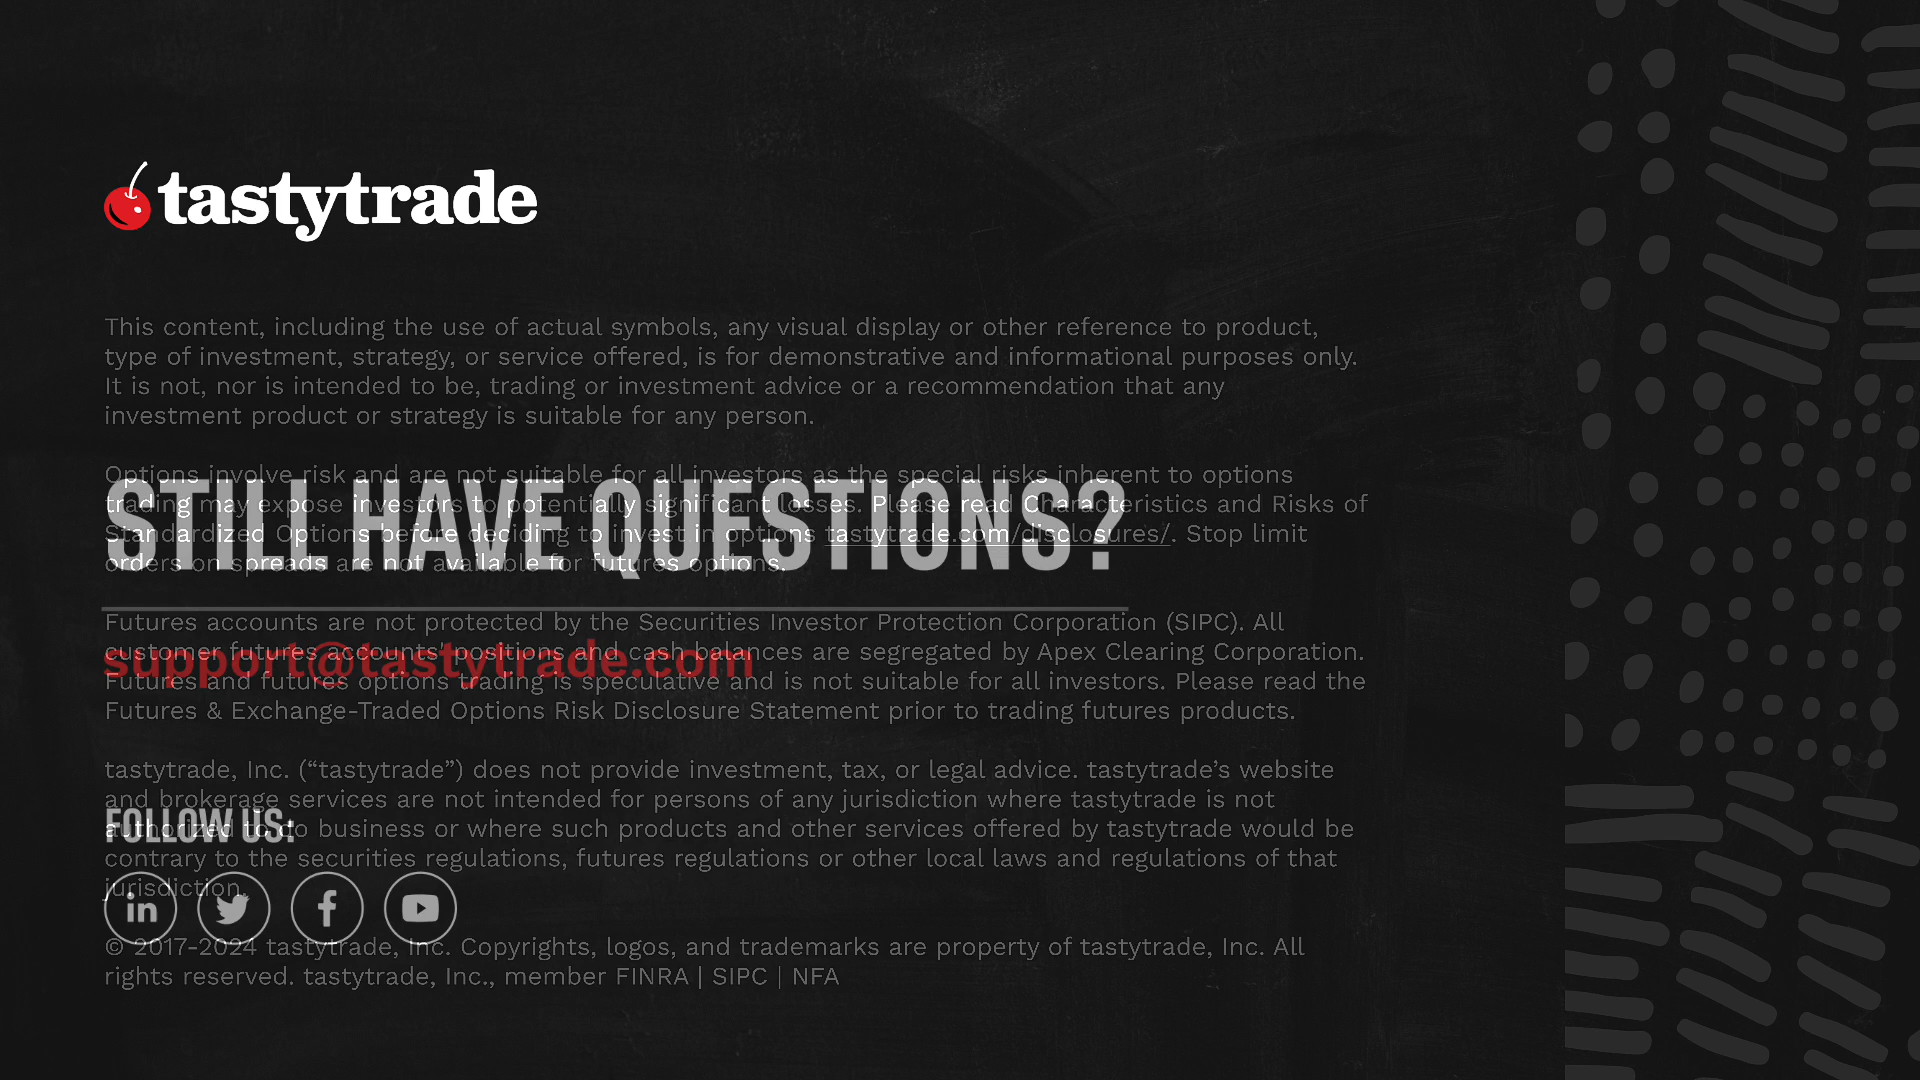 tastytrade
This content, including the use of actual symbols, any visual display or other reference to product,
type of investment, strategy, or service offered, is for demonstrative and informational purposes only.
It is not, nor is intended to be, trading or investment advice or a recommendation that any
investment product or strategy is suitable for any person.
Options involve risk and are not suitable for all investors as the special risks inherent to options
trading may expose investors to potentially significant losses. Please read Characteristics and Risks of
Standardized Options before deciding to invest in options tastytrade.com/disclosures/. Stop limit
orders on spreads are not available for futures options.
STILL HAVE QUESTIONS?
Futures accounts are not protected by the Securities Investor Protection Corporation (SIPC). All
customer futures accounts' positions and cash balances are segregated by Apex Clearing Corporation.
Futures and futures options trading is speculative and is not suitable for all investors. Please read the
Futures & Exchange-Traded Options Risk Disclosure Statement prior to trading futures products.
support@tastytrade.com
tastytrade, Inc. (“tastytrade”) does not provide investment, tax, or legal advice. tastytrade’s website
and brokerage services are not intended for persons of any jurisdiction where tastytrade is not
authorized to do business or where such products and other services offered by tastytrade would be
contrary to the securities regulations, futures regulations or other local laws and regulations of that
jurisdiction.
FOLLOW US:
in
© 2017-2024 tastytrade, Inc. Copyrights, logos, and trademarks are property of tastytrade, Inc. All
rights reserved. tastytrade, Inc., member FINRA | SIPC | NFA